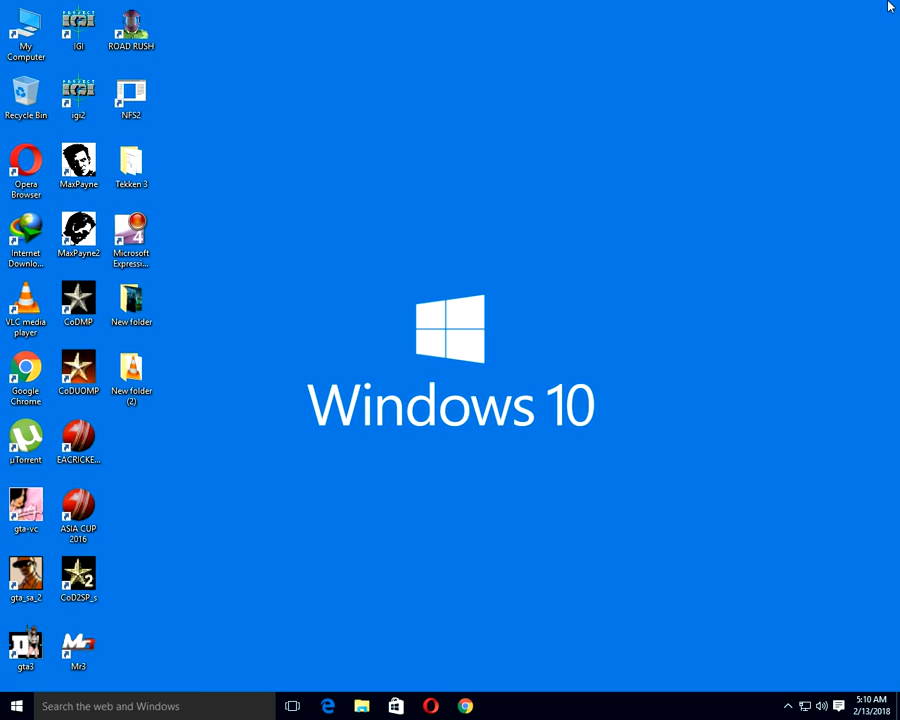 My
Computer
IGI
ROAD RUSH
Recycle Bin
igi2
NFS2
Opera
Browser
MaxPayne
Tekken 3
Internet
Downlo...
MaxPayne2
Microsoft
Expressi...
VLC media
player
CoDMP
New folder
Google
Chrome
CoDUOMP
New folder
(2)
µTorrent
EACRICKE...
gta-vc
ASIA CUP
2016
gta_sa_2
CoD2SP_s
gta3
Mr3
Windows 10
Search the web and Windows
5:10 AM
2/13/2018